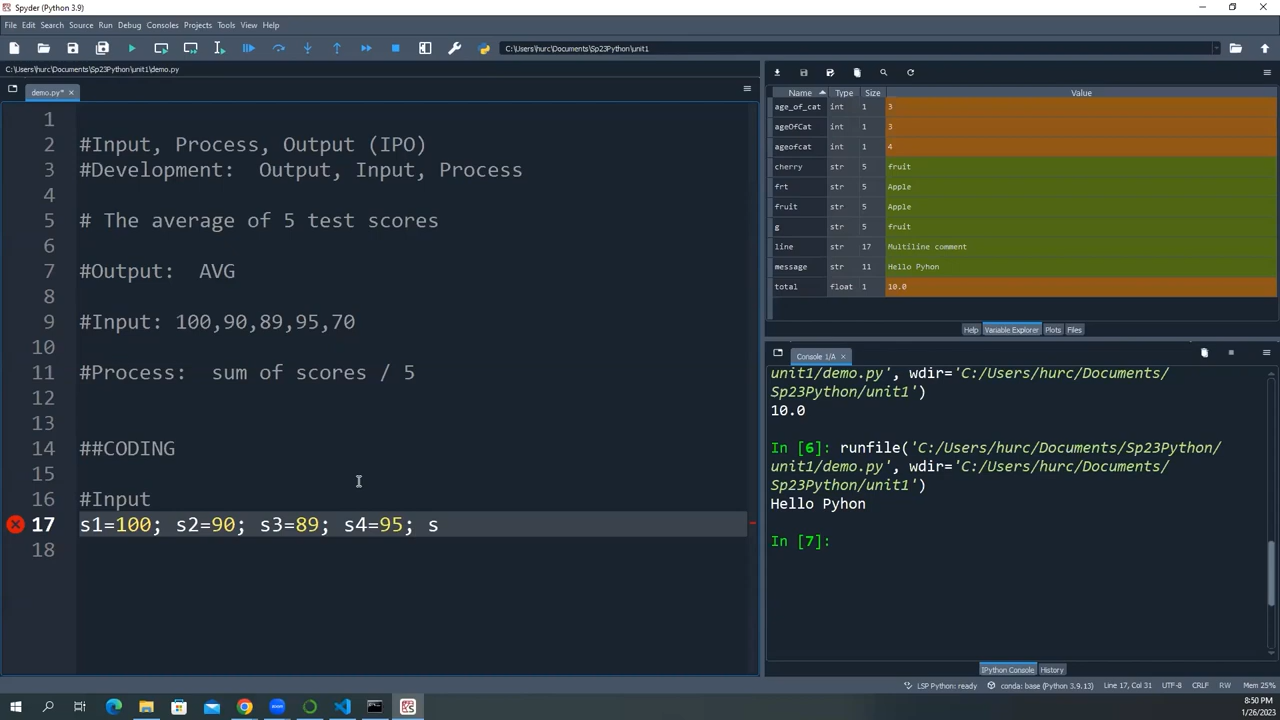 Spyder (Python 3.9)
File Edit Search Source Run Debug Consoles Projects Tools View Help
C:\Users\hurc\Documents\Sp23Python\unit1
C:\Users\hurc\Documents\Sp23Python\unit1\demo.py
demo.py*
1
2 #Input, Process, Output (IPO)
3 #Development:  Output, Input, Process
4
5 # The average of 5 test scores
6
7 #Output:  AVG
8
9 #Input: 100,90,89,95,70
10
11 #Process:  sum of scores / 5
12
13
14 ##CODING
15
16 #Input
17 s1=100; s2=90; s3=89; s4=95; s
18
Name Type Size Value
age_of_cat int 1 3
ageOfCat int 1 3
ageofcat int 1 4
cherry str 5 fruit
frt str 5 Apple
fruit str 5 Apple
g str 5 fruit
line str 17 Multiline comment
message str 11 Hello Pyhon
total float 1 10.0
Help Variable Explorer Plots Files
Console 1/A
unit1/demo.py', wdir='C:/Users/hurc/Documents/
Sp23Python/unit1')
10.0
In [6]: runfile('C:/Users/hurc/Documents/Sp23Python/
unit1/demo.py', wdir='C:/Users/hurc/Documents/
Sp23Python/unit1')
Hello Pyhon
In [7]:
IPython Console History
LSP Python: ready conda: base (Python 3.9.13) Line 17, Col 31 UTF-8 CRLF RW Mem 25%
8:50 PM
1/26/2023